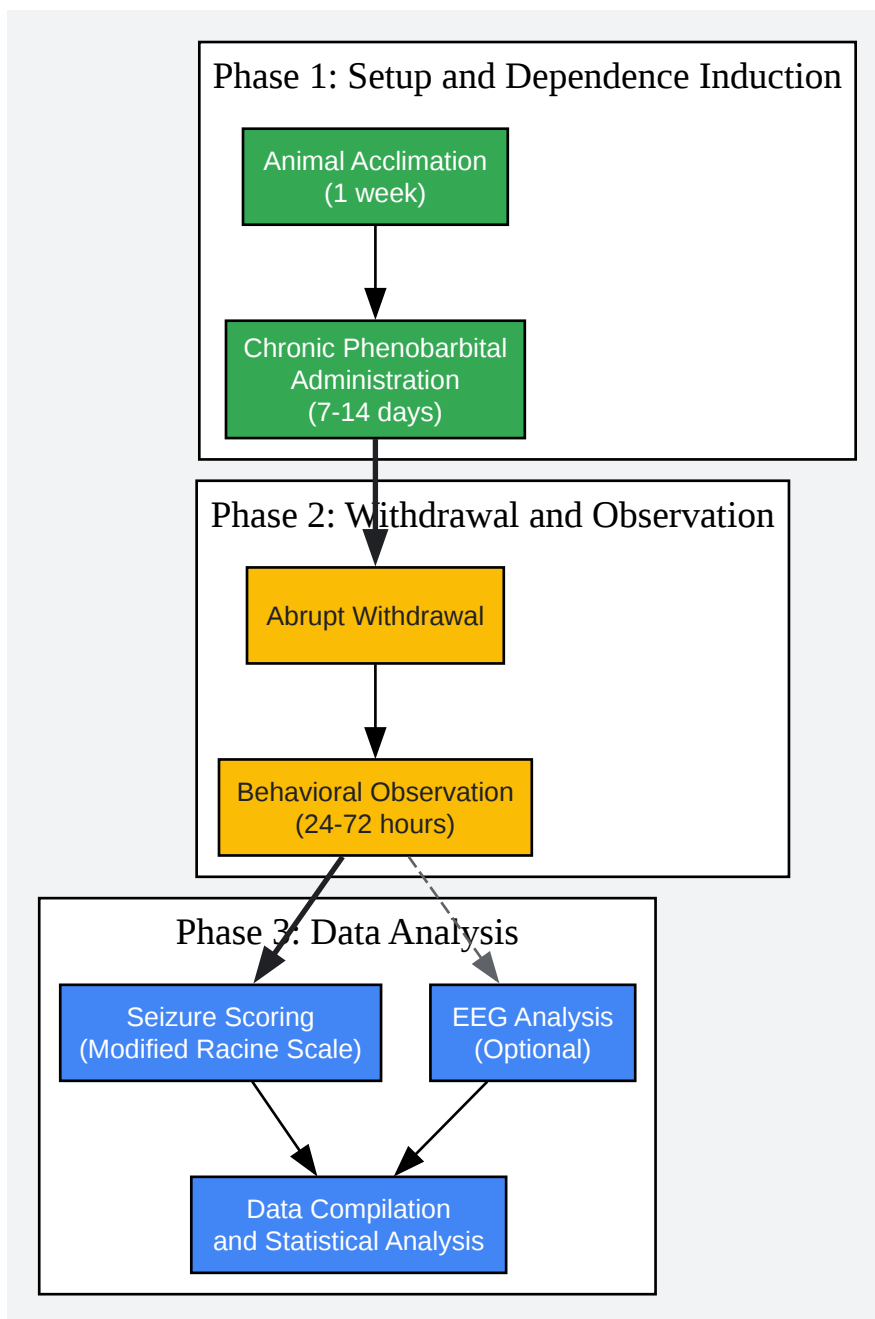 Phase 1: Setup and Dependence Induction
Animal Acclimation
(1 week)
Chronic Phenobarbital
Administration
(7-14 days)
Phase 2: Withdrawal and Observation
Abrupt Withdrawal
Behavioral Observation
(24-72 hours)
Phase 3: Data Analysis
Seizure Scoring
(Modified Racine Scale)
EEG Analysis
(Optional)
Data Compilation
and Statistical Analysis